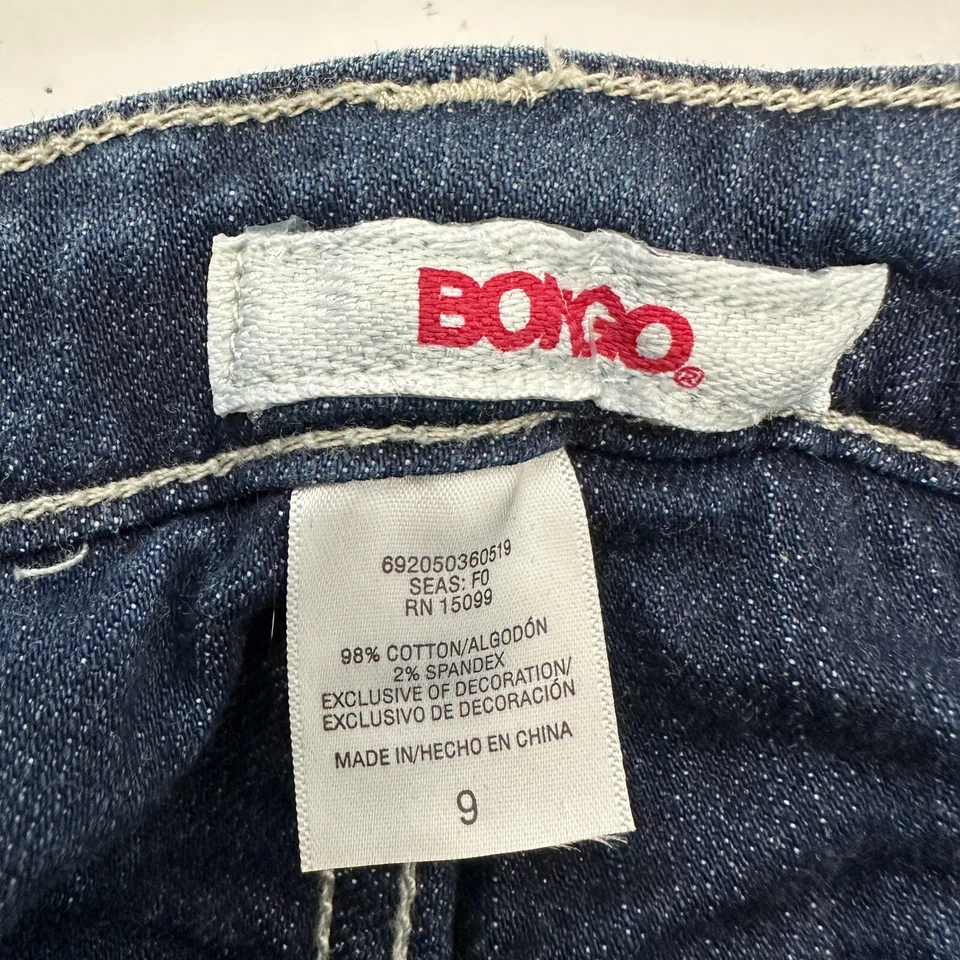 BONGO®
692050360519
SEAS: F0
RN 15099
98% COTTON/ALGODÓN
2% SPANDEX
EXCLUSIVE OF DECORATION/
EXCLUSIVO DE DECORACIÓN
MADE IN/HECHO EN CHINA
9